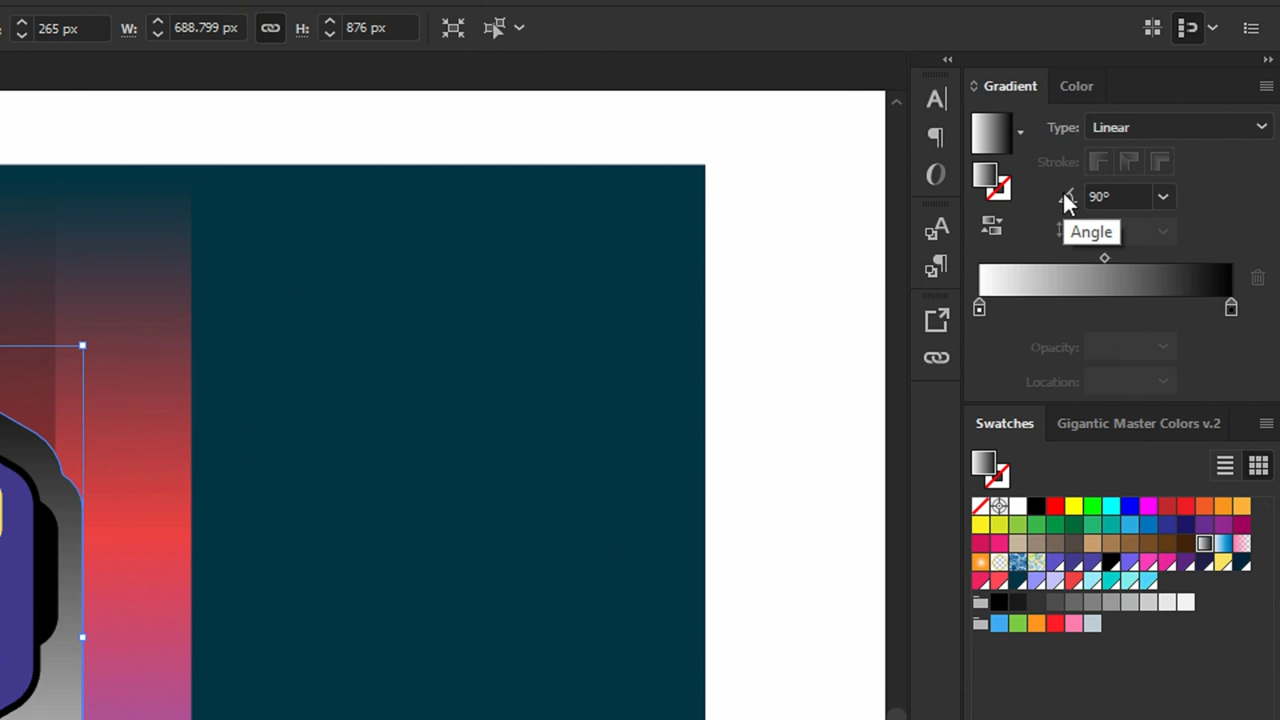 265 px W: 688.799 px H: 876 px
Gradient Color
Type: Linear
Stroke:
90°
Angle
Opacity:
Location:
Swatches Gigantic Master Colors v.2